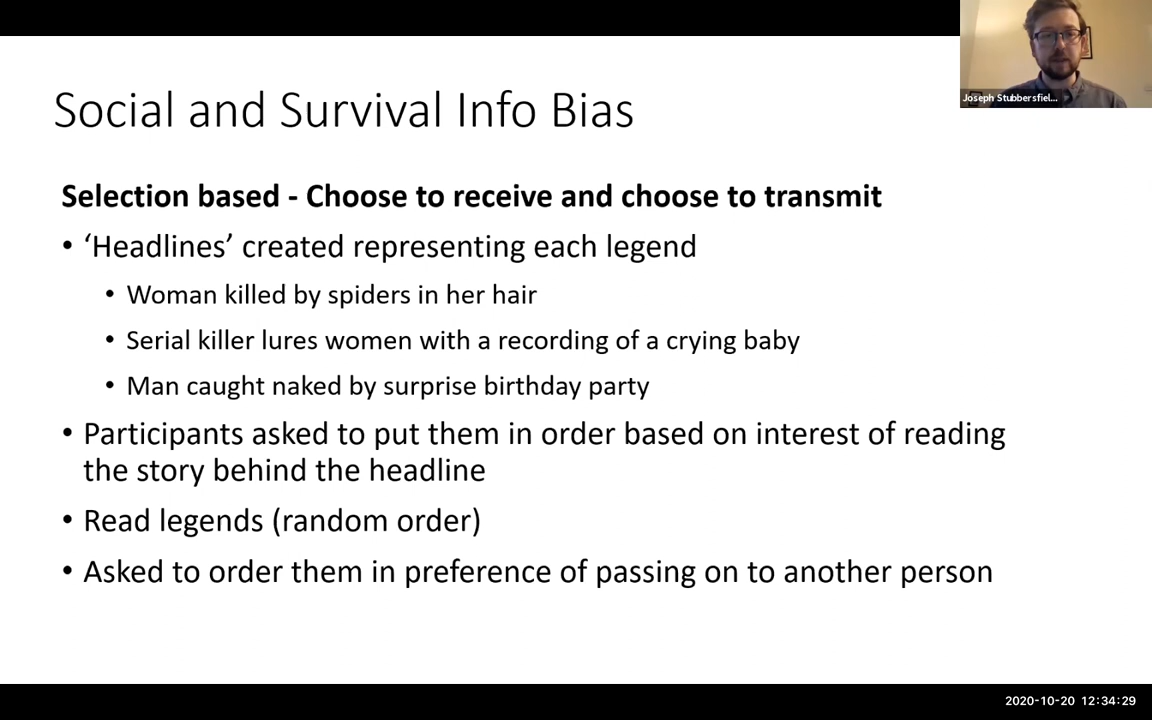 Joseph Stubbersfiel...
Social and Survival Info Bias
Selection based - Choose to receive and choose to transmit
• ‘Headlines’ created representing each legend
• Woman killed by spiders in her hair
• Serial killer lures women with a recording of a crying baby
• Man caught naked by surprise birthday party
• Participants asked to put them in order based on interest of reading
the story behind the headline
• Read legends (random order)
• Asked to order them in preference of passing on to another person
2020-10-20 12:34:29